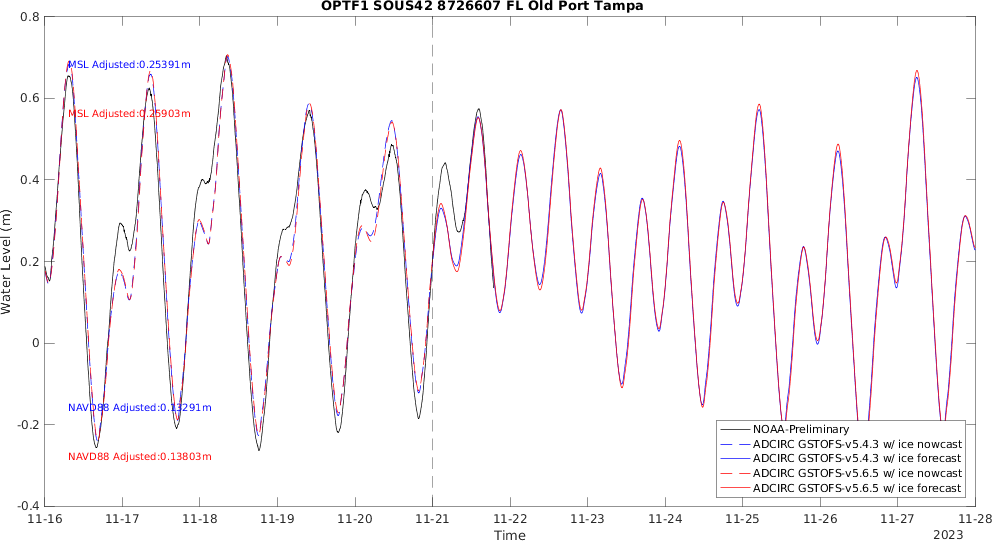 OPTF1 SOUS42 8726607 FL Old Port Tampa
0.8
0.6
0.4
0.2
0
-0.2
-0.4
Water Level (m)
MSL Adjusted:0.25391m
MSL Adjusted:0.25903m
NAVD88 Adjusted:0.13291m
NAVD88 Adjusted:0.13803m
NOAA-Preliminary
ADCIRC GSTOFS-v5.4.3 w/ ice nowcast
ADCIRC GSTOFS-v5.4.3 w/ ice forecast
ADCIRC GSTOFS-v5.6.5 w/ ice nowcast
ADCIRC GSTOFS-v5.6.5 w/ ice forecast
11-16 11-17 11-18 11-19 11-20 11-21 11-22 11-23 11-24 11-25 11-26 11-27 11-28
Time
2023